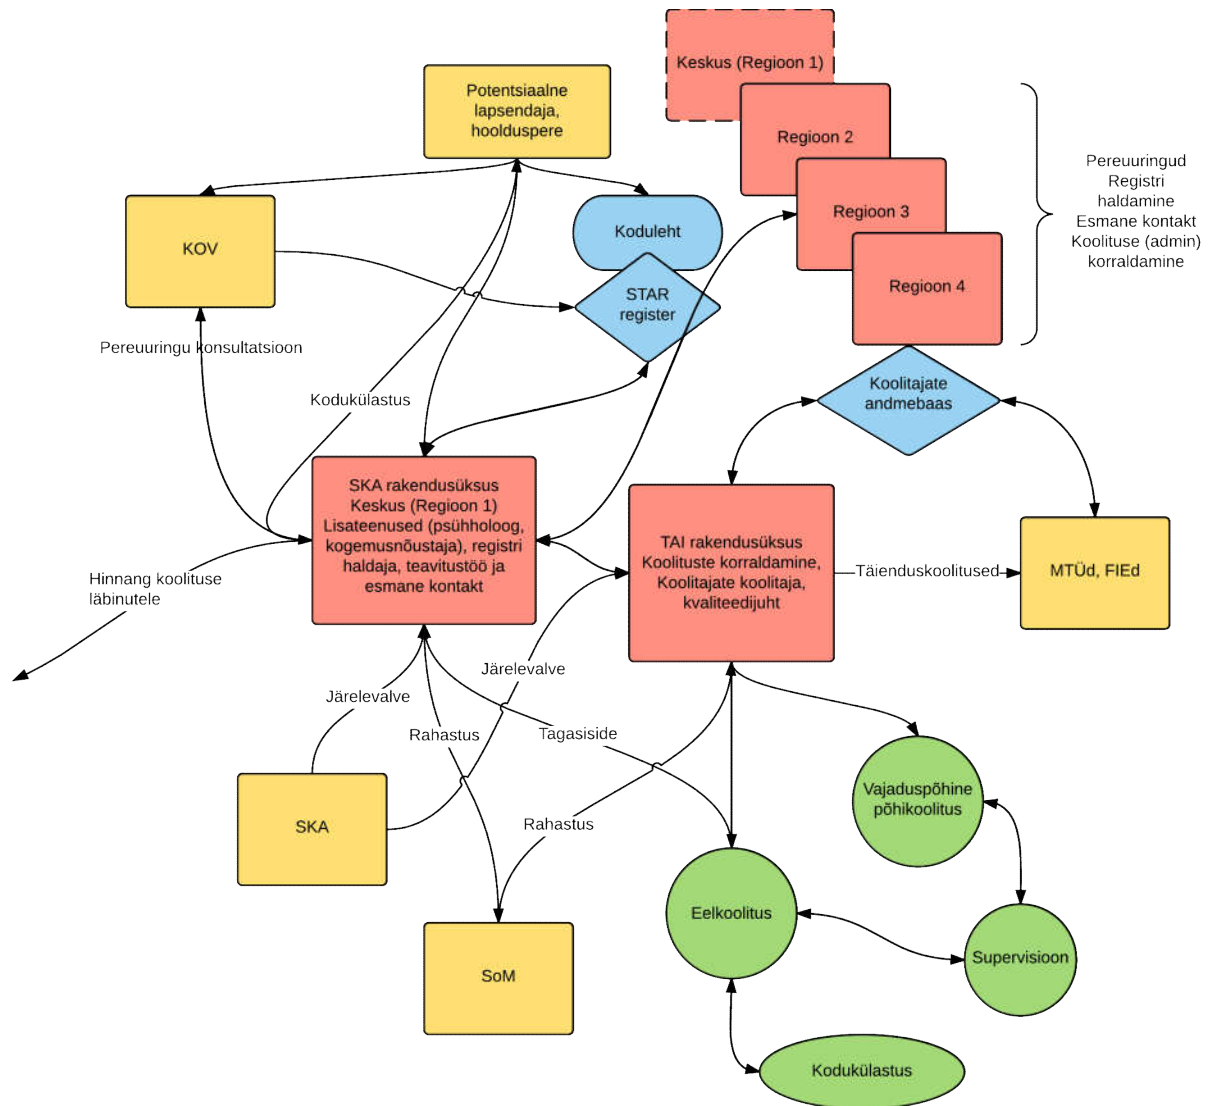 Keskus (Regioon 1)
Potentsiaalne
lapsendaja,
hoolduspere
Regioon 2
Pereuuringud
Registri
haldamine
Esmane kontakt
Koolituse (admin)
korraldamine
Regioon 3
KOV
Koduleht
Regioon 4
STAR
register
Pereuuringu konsultatsioon
Kodukülastus
Koolitajate
andmebaas
SKA rakendusüksus
Keskus (Regioon 1)
Lisateenused (psühholoog,
kogemusnõustaja), registri
haldaja, teavitustöö ja
esmane kontakt
TAI rakendusüksus
Koolituste korraldamine,
Koolitajate koolitaja,
kvaliteedijuht
Täienduskoolitused
MTÜd, FIEd
Hinnang koolituse
läbinutele
Järelevalve
Järelevalve
Rahastus
Tagasiside
Vajaduspõhine
põhikoolitus
SKA
Rahastus
Eelkoolitus
Supervisioon
SoM
Kodukülastus